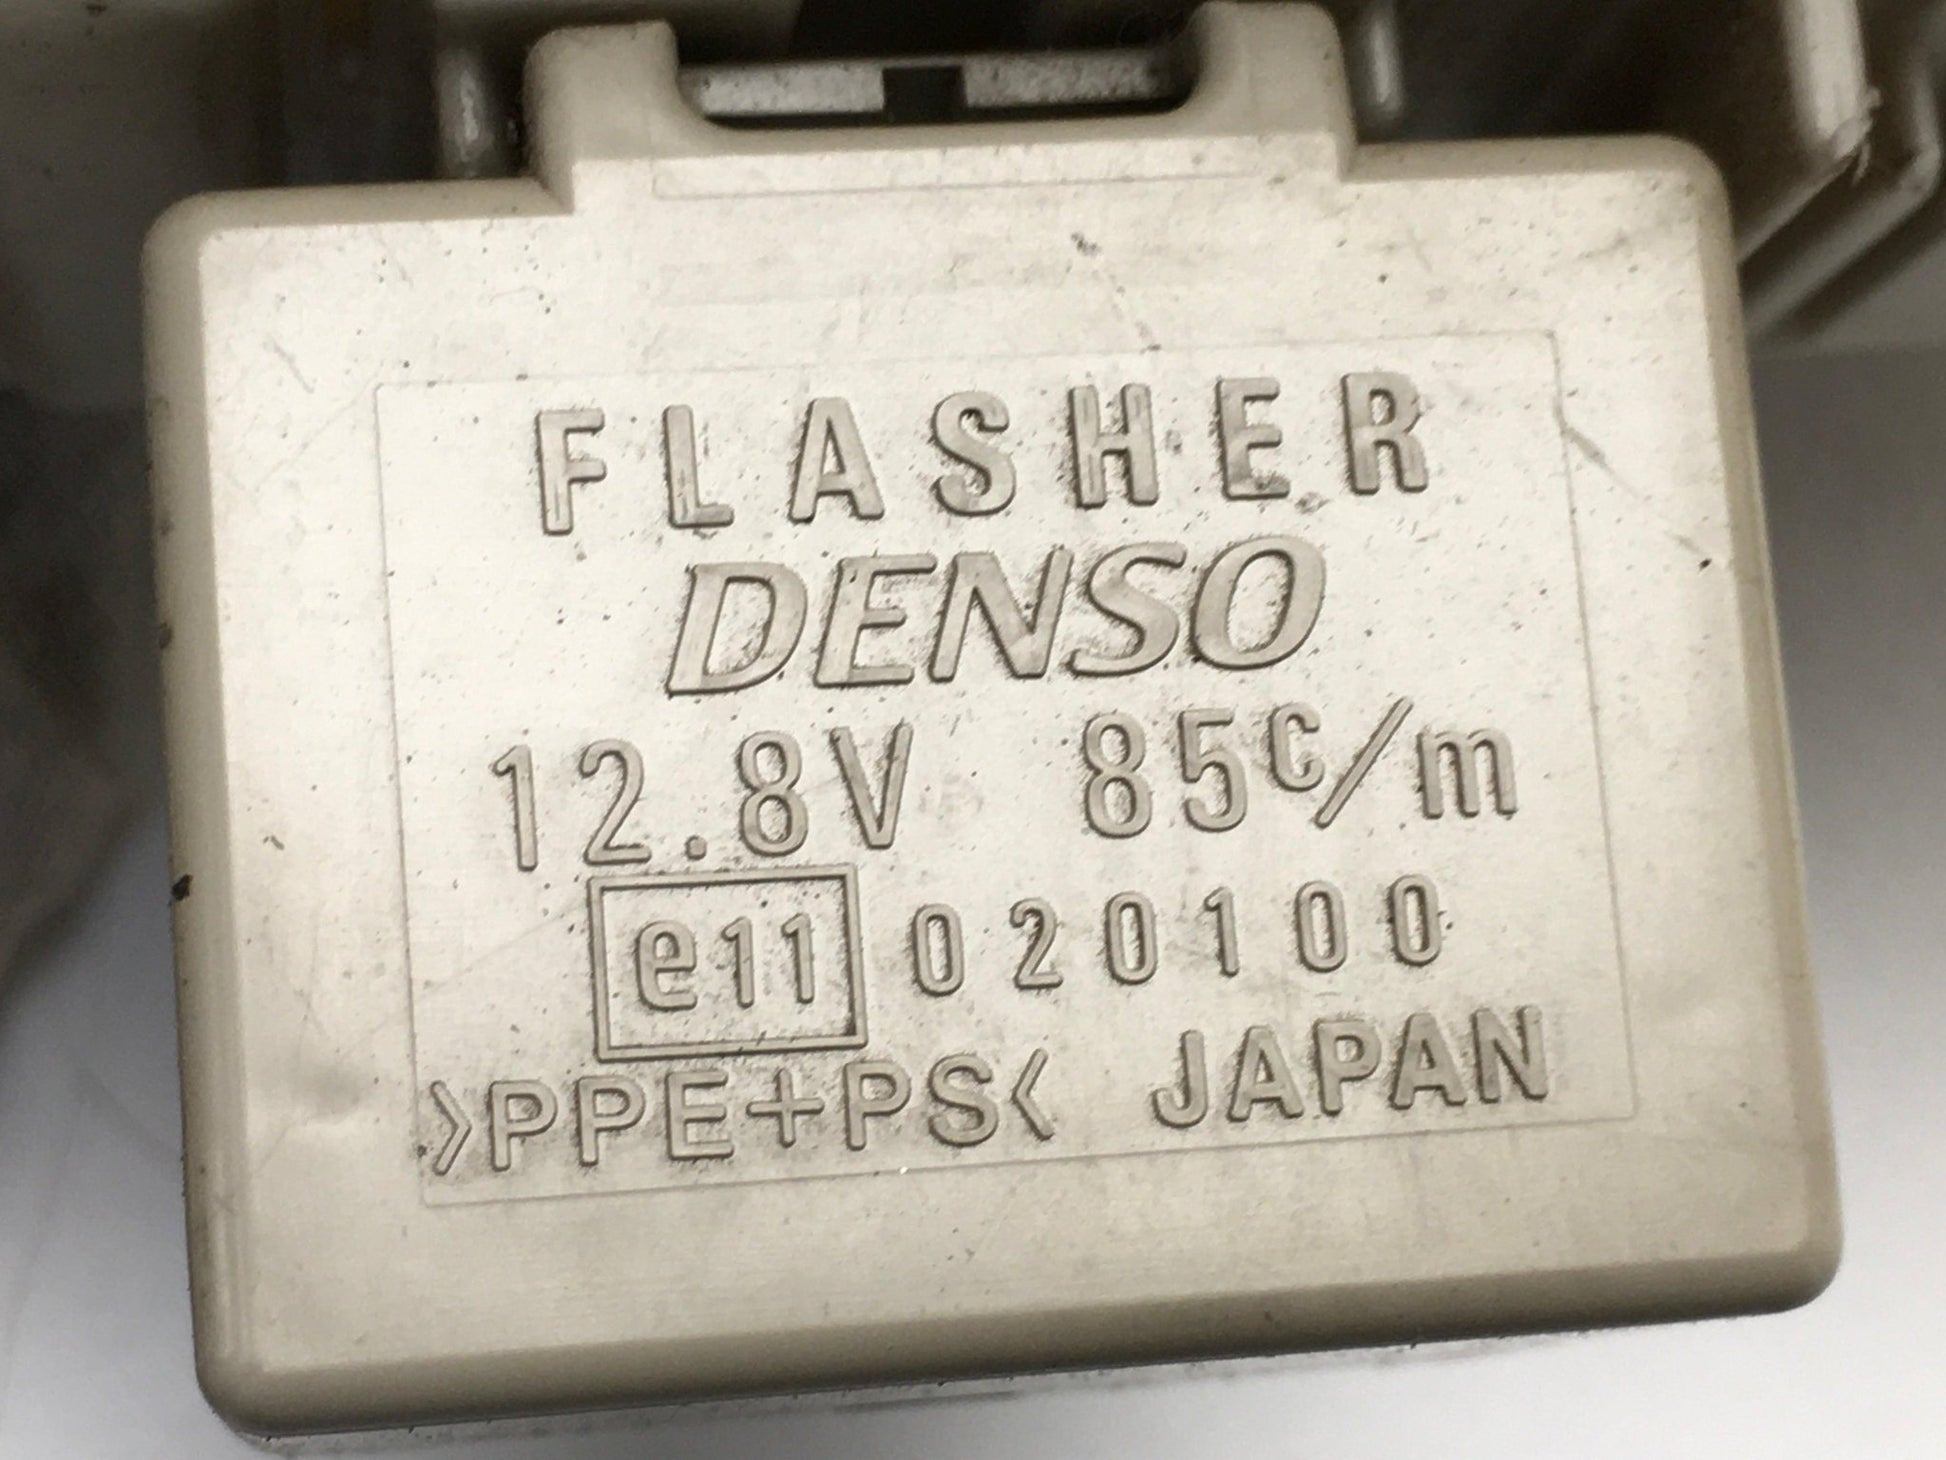 FLASHER
DENSO
12.8V 85c/m
e11 020100
>PPE+PS< JAPAN